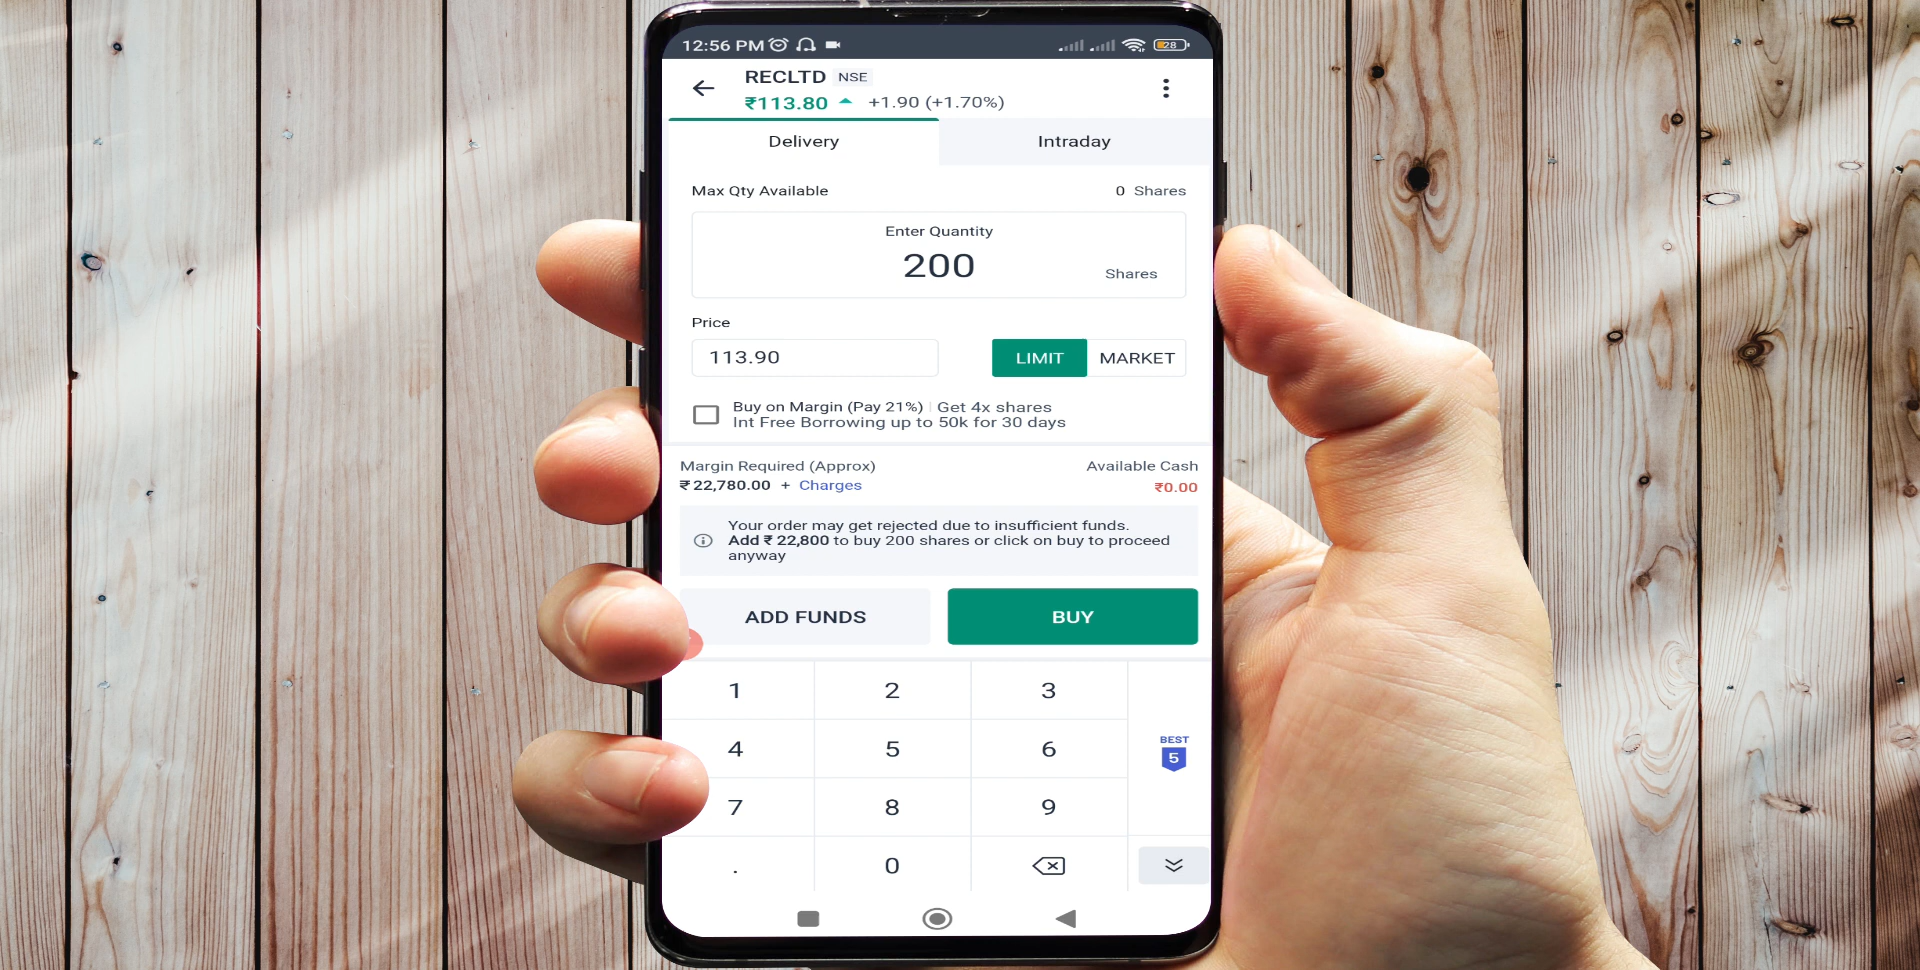 12:56 PM 28
RECLTD NSE
₹113.80 +1.90 (+1.70%)
Delivery Intraday
Max Qty Available 0 Shares
Enter Quantity
200 Shares
Price
113.90 LIMIT MARKET
Buy on Margin (Pay 21%) | Get 4x shares
Int Free Borrowing up to 50k for 30 days
Margin Required (Approx) Available Cash
₹ 22,780.00 + Charges ₹0.00
Your order may get rejected due to insufficient funds.
Add ₹ 22,800 to buy 200 shares or click on buy to proceed
anyway
ADD FUNDS BUY
1 2 3
4 5 6
BEST
5
7 8 9
. 0